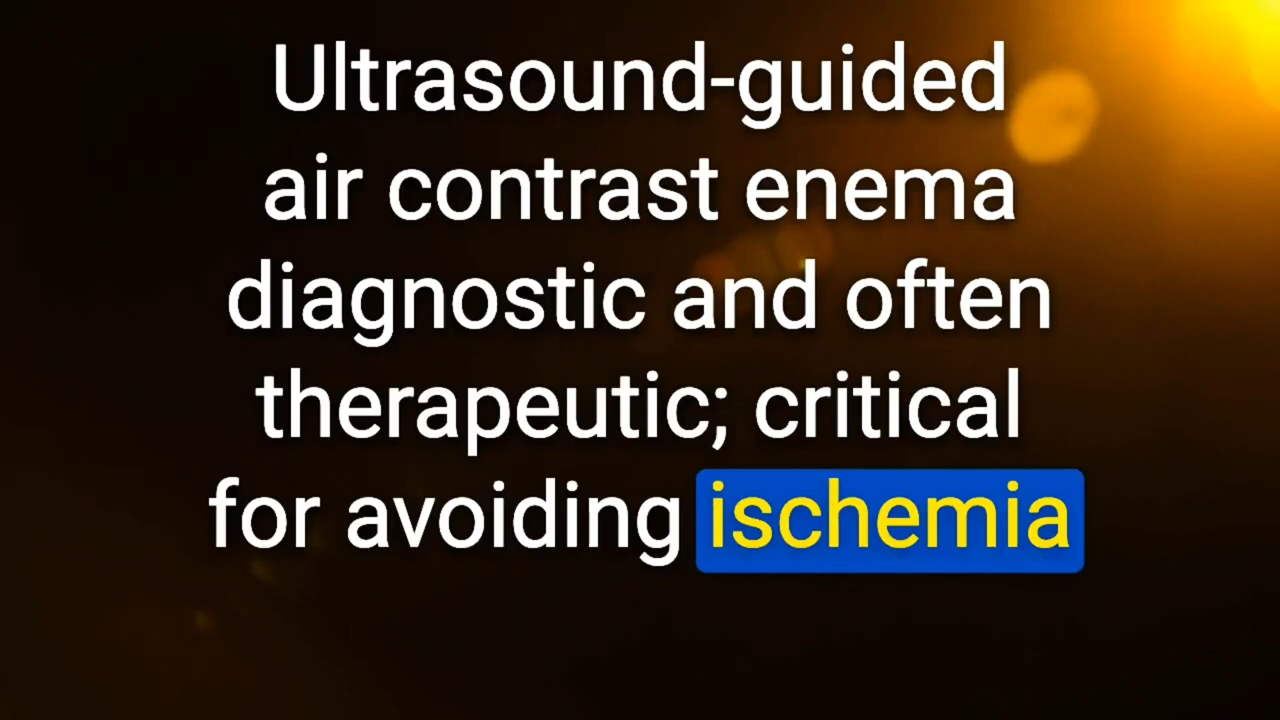 Ultrasound-guided
air contrast enema
diagnostic and often
therapeutic; critical
for avoiding ischemia